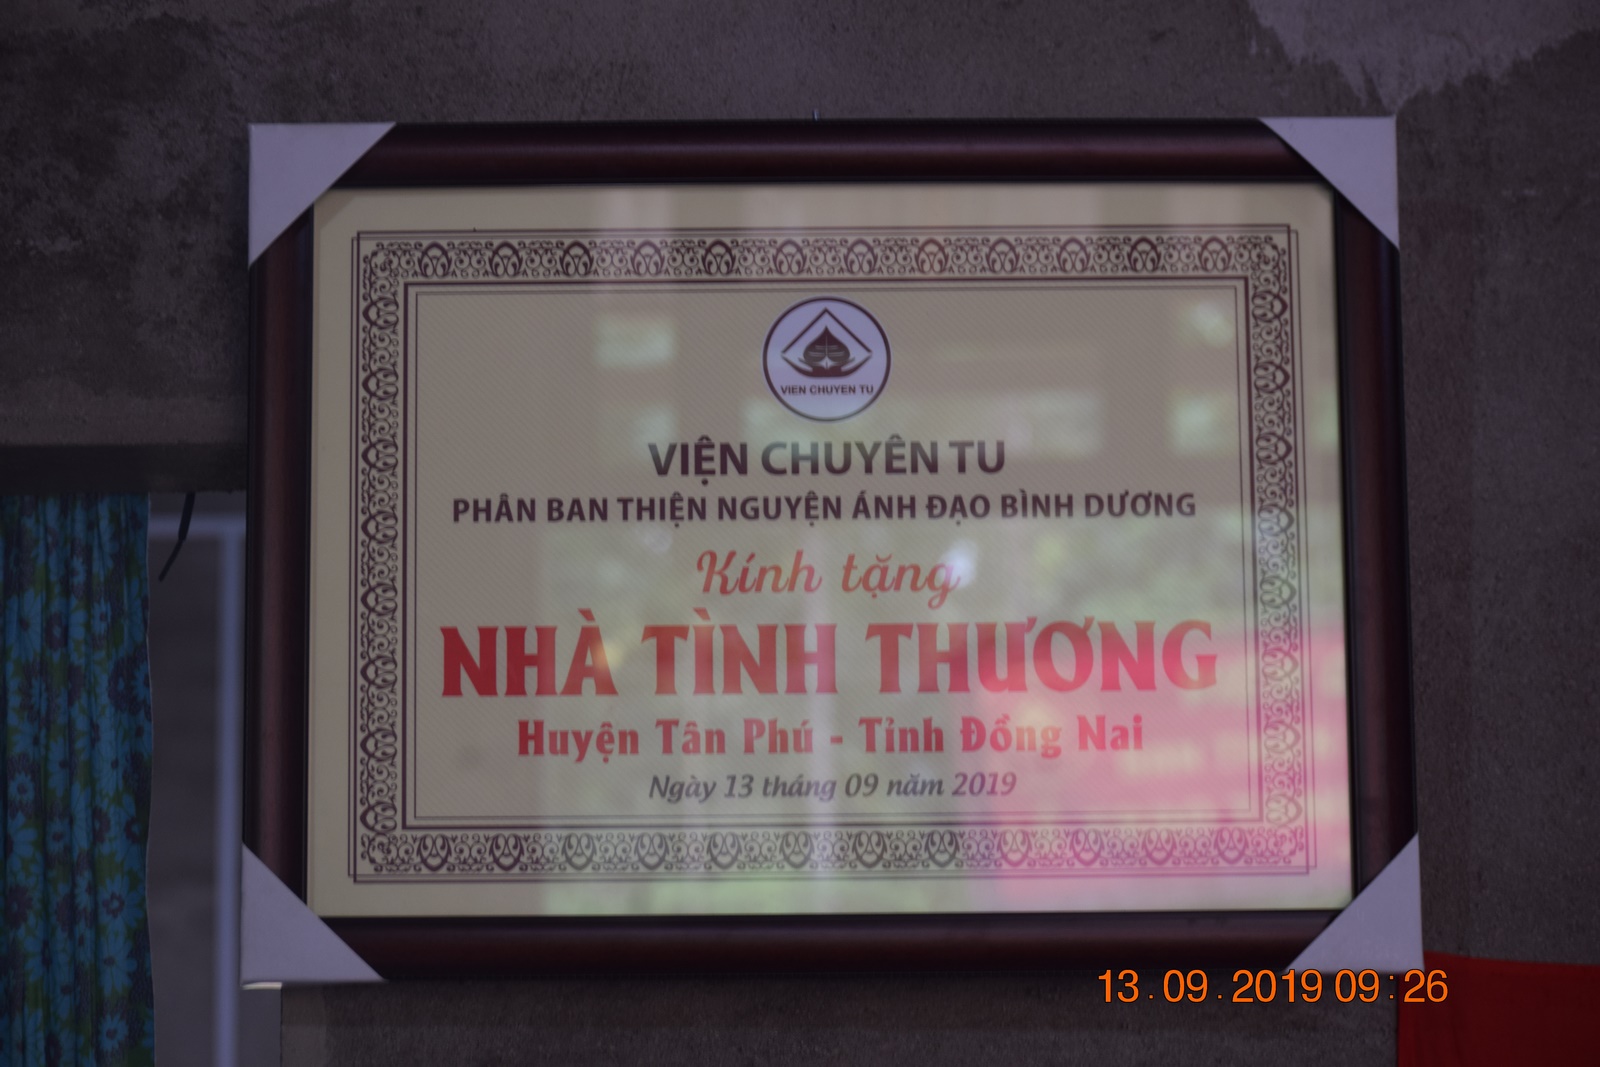 VIEN CHUYEN TU
VIỆN CHUYÊN TU
PHÂN BAN THIỆN NGUYỆN ÁNH ĐẠO BÌNH DƯƠNG
Kính tặng
NHÀ TÌNH THƯƠNG
Huyện Tân Phú - Tỉnh Đồng Nai
Ngày 13 tháng 09 năm 2019
13.09.2019 09:26